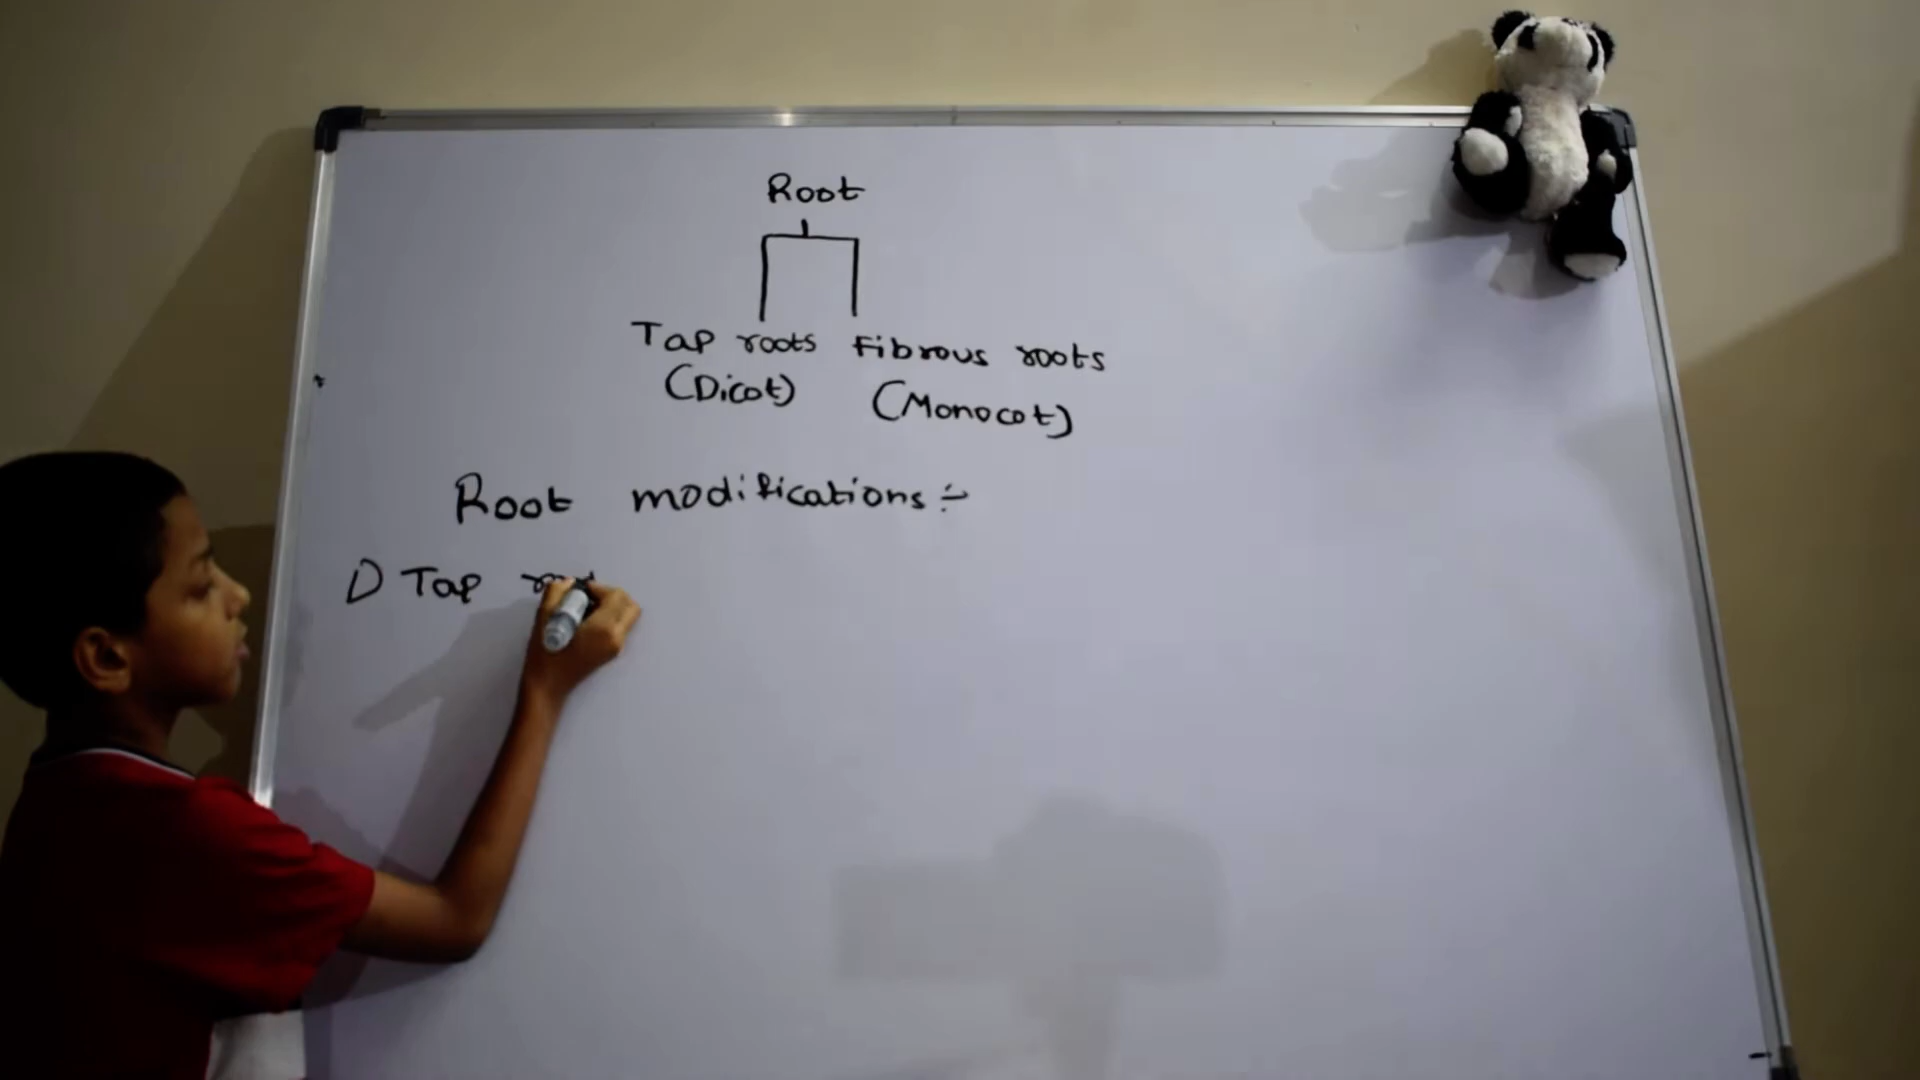 Root
Tap roots Fibrous roots
(Dicot) (Monocot)
Root modifications :-
1) Tap